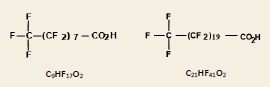 F F
F—C—(CF 2) 7 — CO2H F —C—(CF2)19 —CO2H
F F
C9HF17O2 C21HF41O2